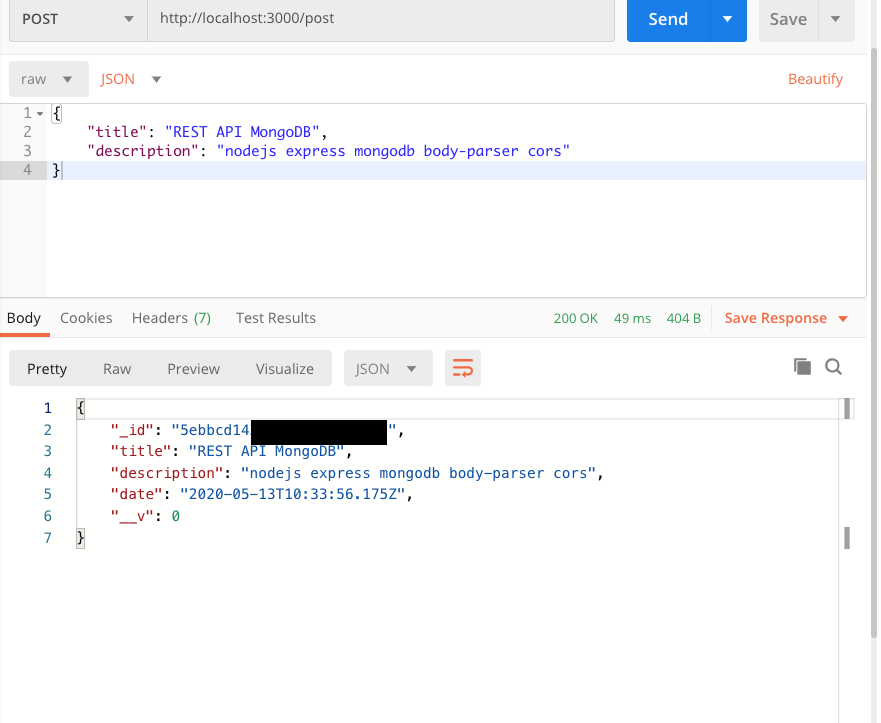 POST http://localhost:3000/post Send Save
raw JSON Beautify
1 {
2 "title": "REST API MongoDB",
3 "description": "nodejs express mongodb body-parser cors"
4 }
Body Cookies Headers (7) Test Results 200 OK 49 ms 404 B Save Response
Pretty Raw Preview Visualize JSON
1 {
2 "_id": "5ebbcd14 ",
3 "title": "REST API MongoDB",
4 "description": "nodejs express mongodb body-parser cors",
5 "date": "2020-05-13T10:33:56.175Z",
6 "__v": 0
7 }